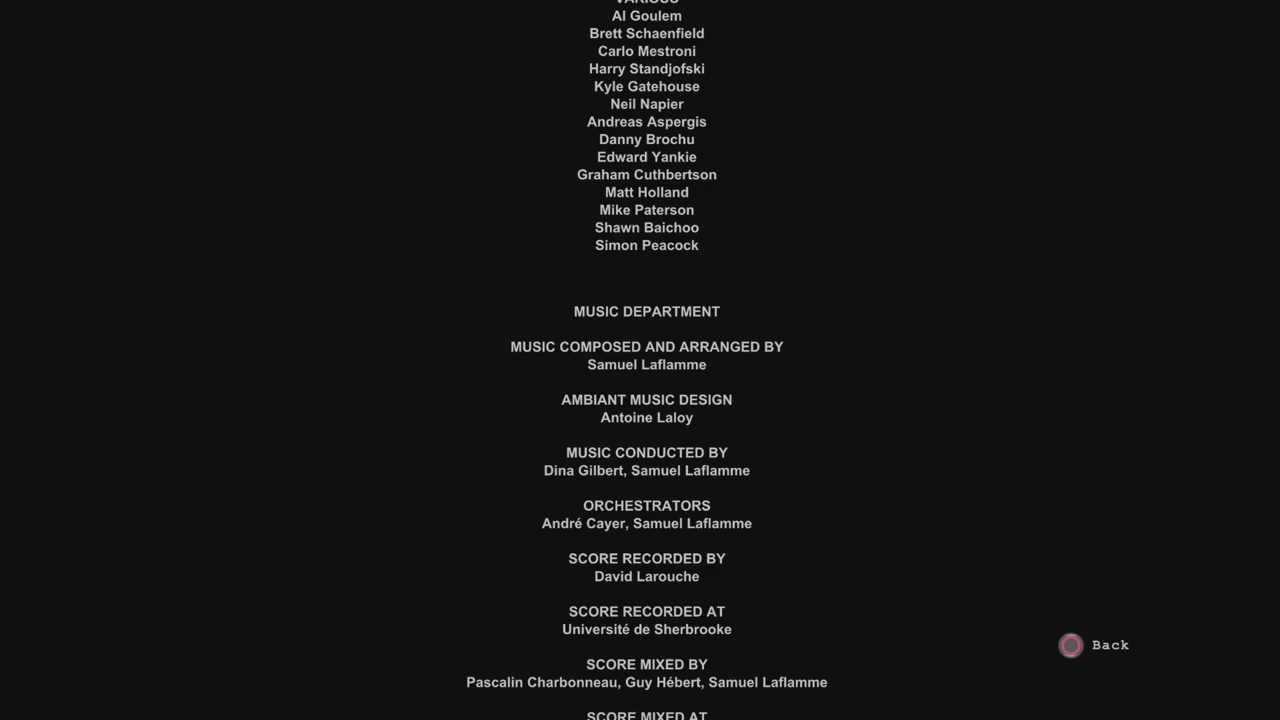 VARIOUS
Al Goulem
Brett Schaenfield
Carlo Mestroni
Harry Standjofski
Kyle Gatehouse
Neil Napier
Andreas Aspergis
Danny Brochu
Edward Yankie
Graham Cuthbertson
Matt Holland
Mike Paterson
Shawn Baichoo
Simon Peacock
MUSIC DEPARTMENT
MUSIC COMPOSED AND ARRANGED BY
Samuel Laflamme
AMBIANT MUSIC DESIGN
Antoine Laloy
MUSIC CONDUCTED BY
Dina Gilbert, Samuel Laflamme
ORCHESTRATORS
André Cayer, Samuel Laflamme
SCORE RECORDED BY
David Larouche
SCORE RECORDED AT
Université de Sherbrooke
Back
SCORE MIXED BY
Pascalin Charbonneau, Guy Hébert, Samuel Laflamme
SCORE MIXED AT